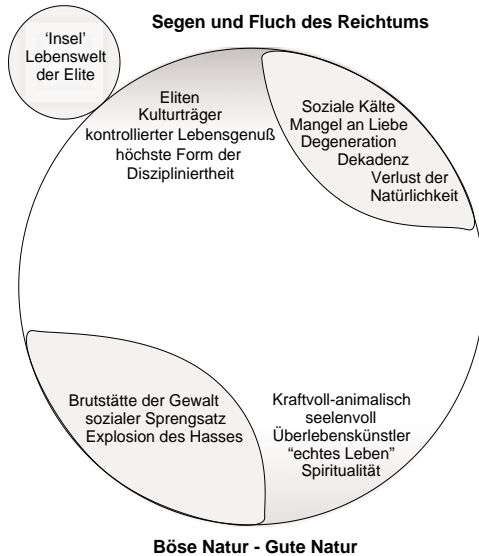 Segen und Fluch des Reichtums
‘Insel’
Lebenswelt
der Elite
Eliten
Kulturträger
kontrollierter Lebensgenuß
höchste Form der
Diszipliniertheit
Soziale Kälte
Mangel an Liebe
Degeneration
Dekadenz
Verlust der
Natürlichkeit
Brutstätte der Gewalt
sozialer Sprengsatz
Explosion des Hasses
Kraftvoll-animalisch
seelenvoll
Überlebenskünstler
“echtes Leben”
Spiritualität
Böse Natur - Gute Natur